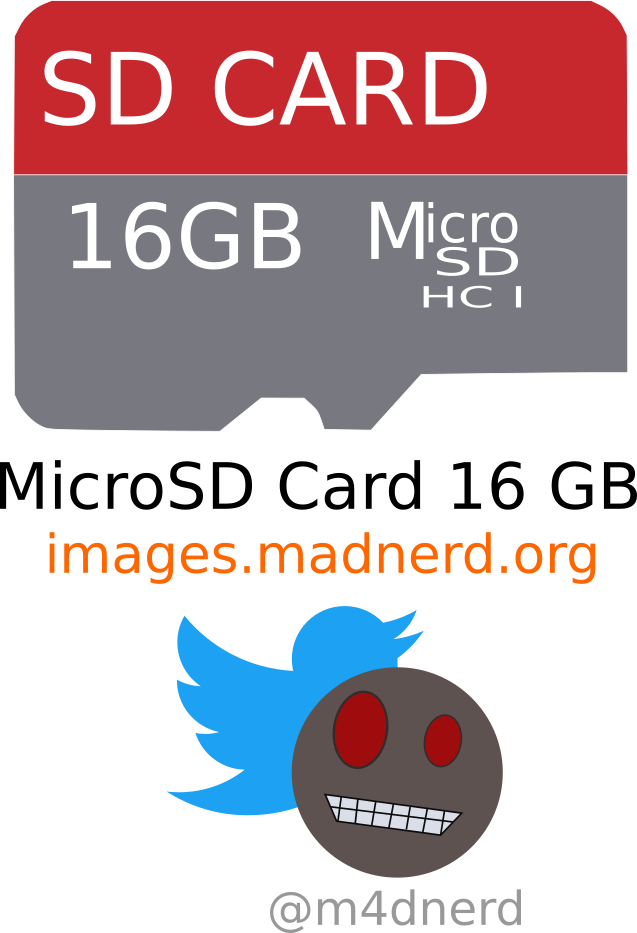 SD CARD
16GB
Micro
SD
HC I
MicroSD Card 16 GB
images.madnerd.org
@m4dnerd